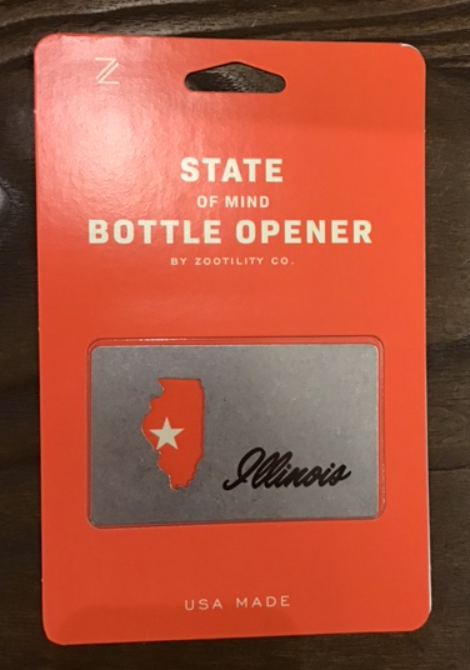 Z
STATE
OF MIND
BOTTLE OPENER
BY ZOOTILITY CO.
Illinois
USA MADE